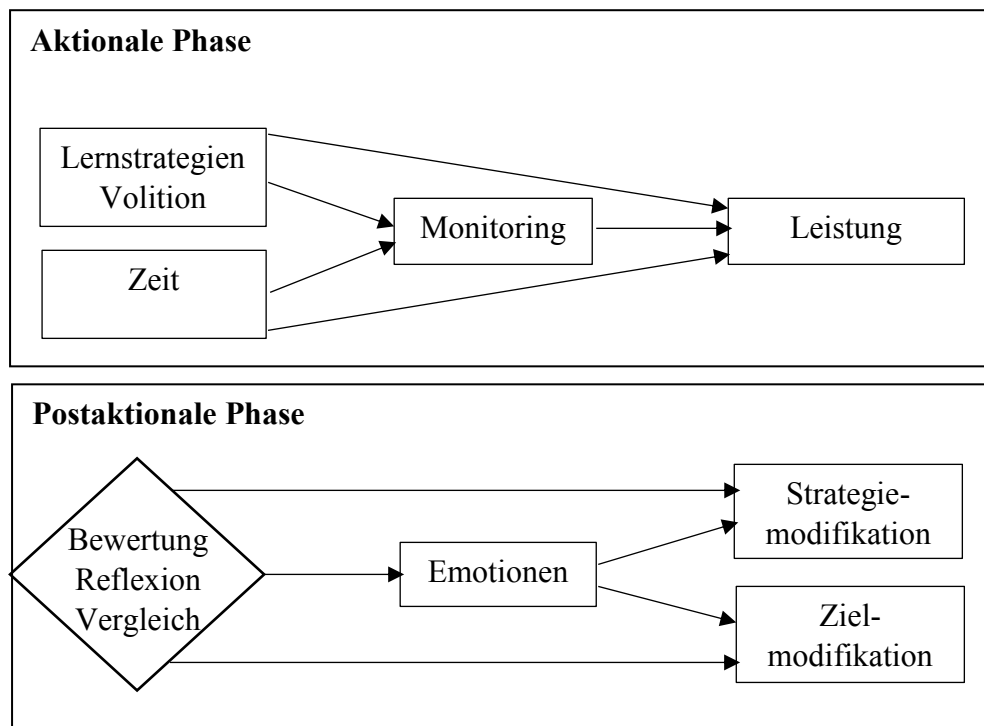 Aktionale Phase
Lernstrategien
Volition
Monitoring
Leistung
Zeit
Postaktionale Phase
Bewertung
Reflexion
Vergleich
Emotionen
Strategie-
modifikation
Ziel-
modifikation